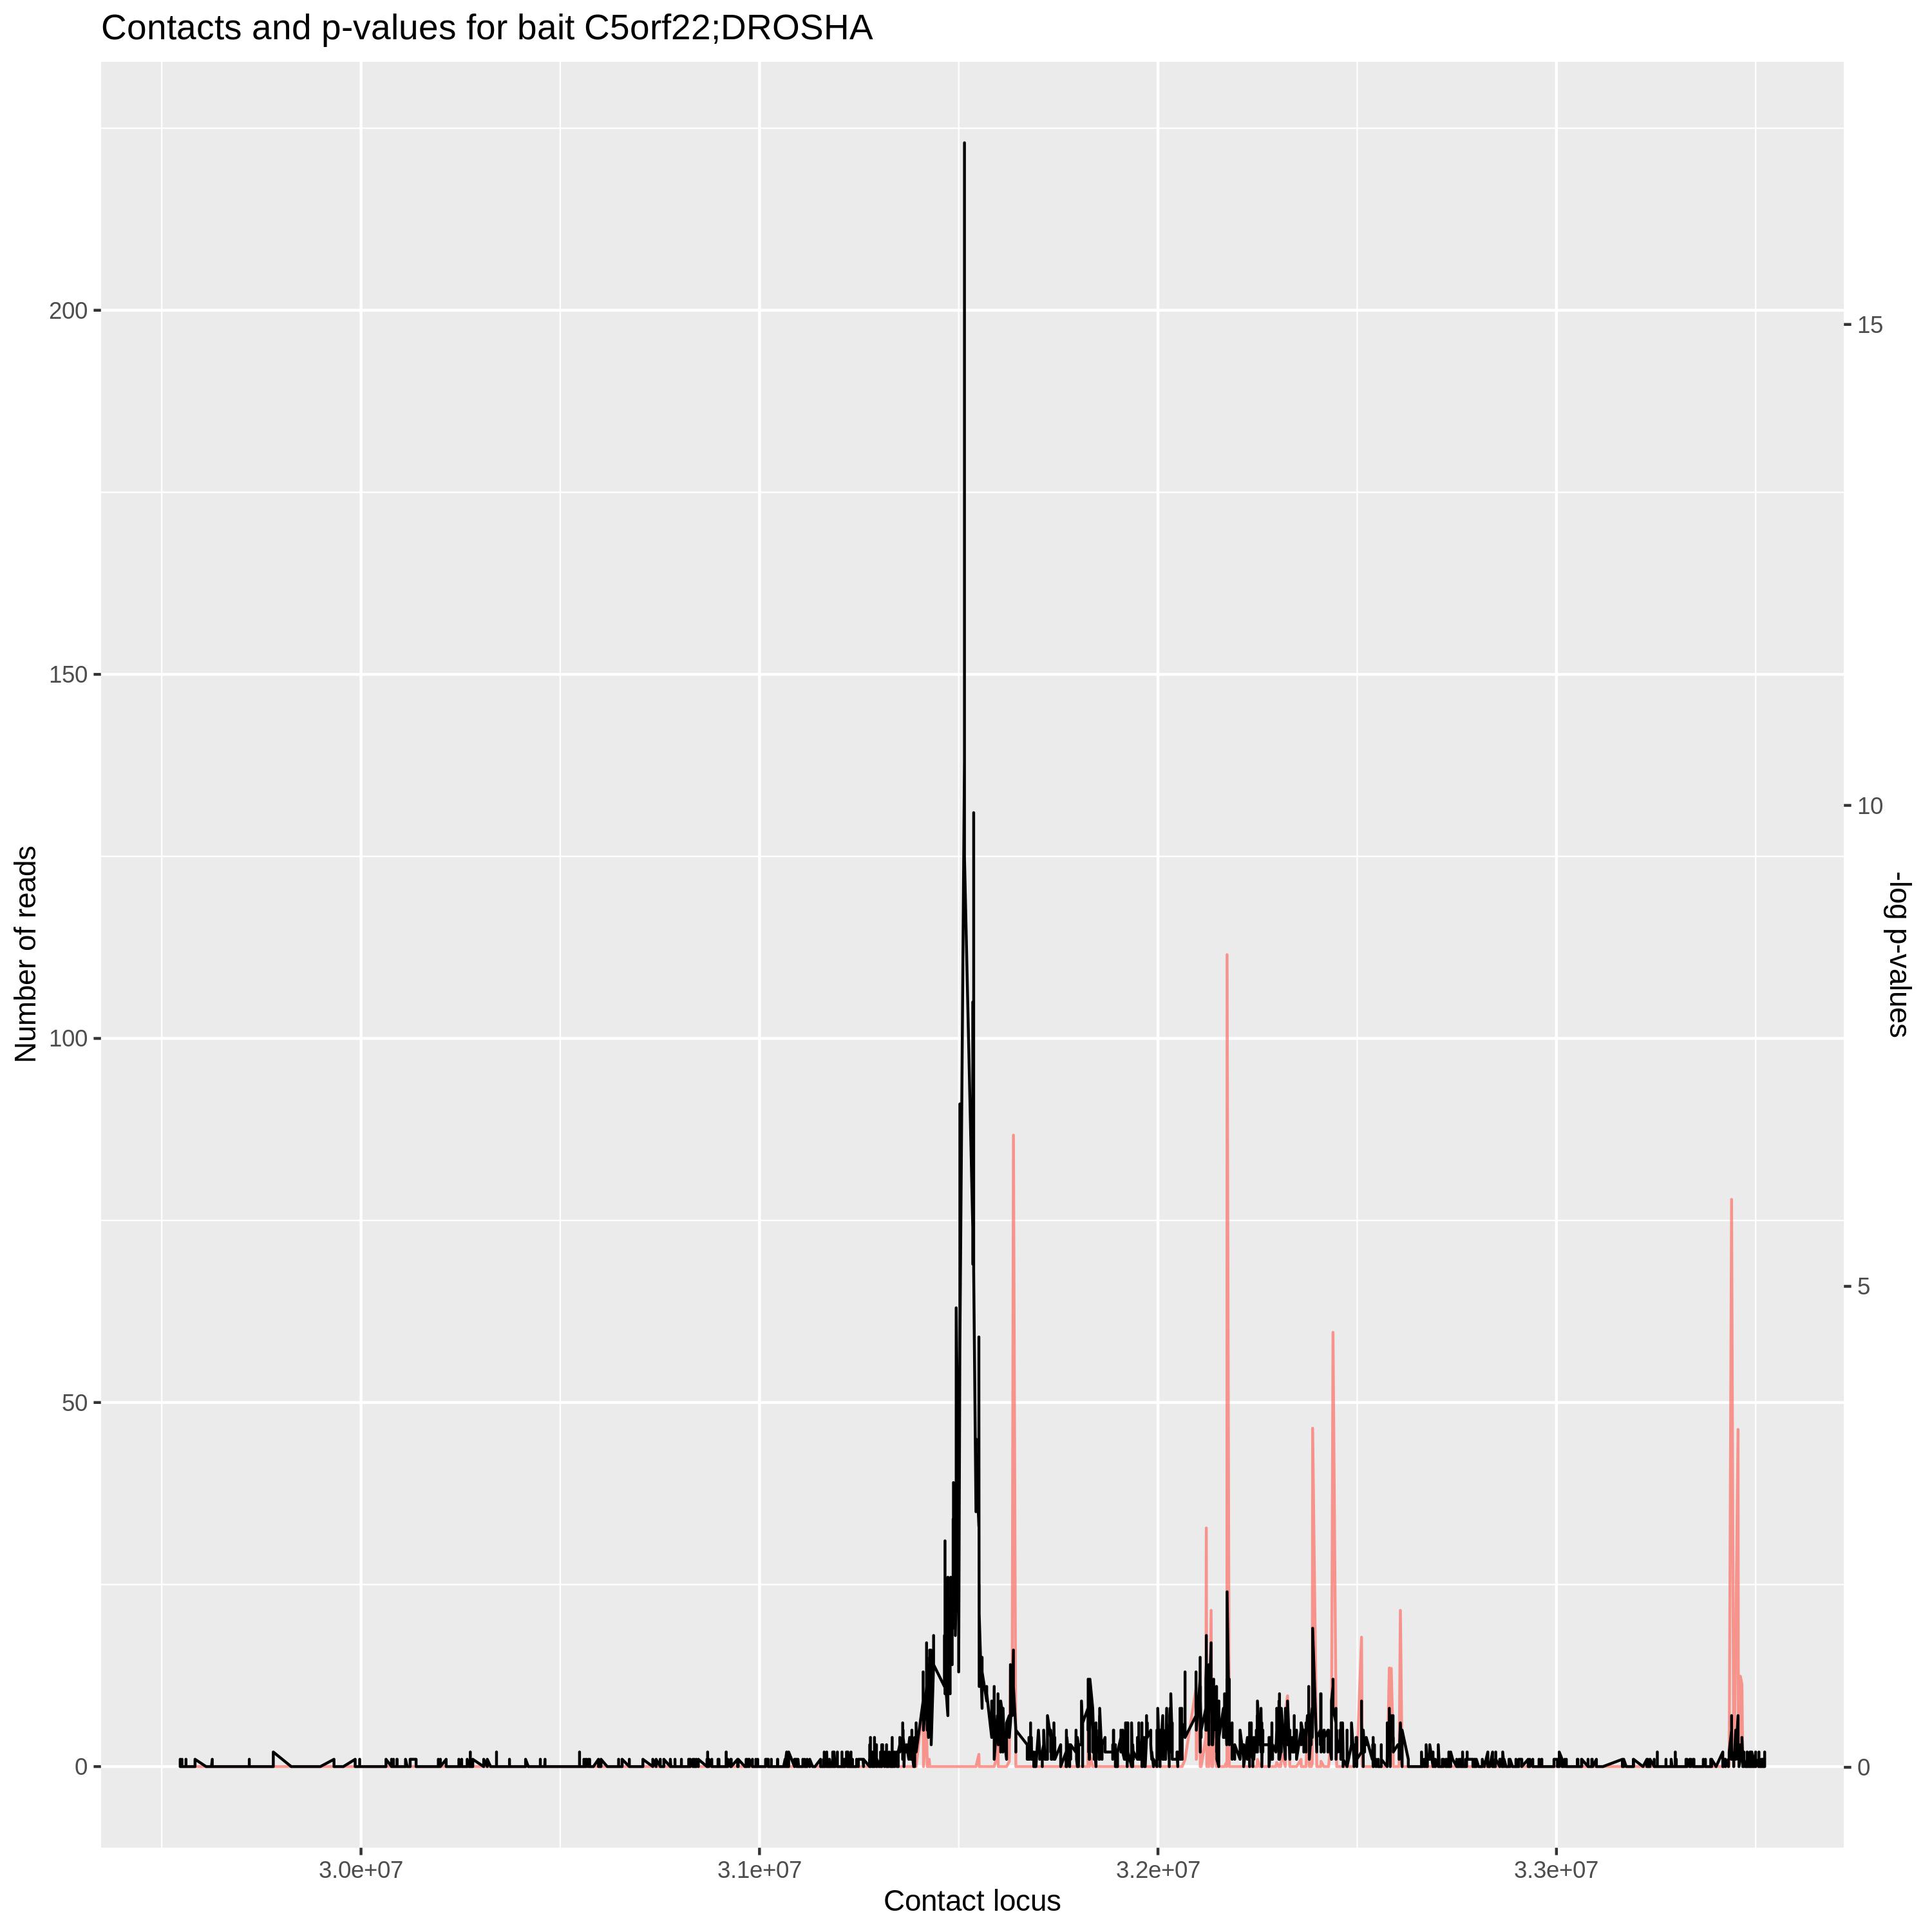 Contacts and p-values for bait C5orf22;DROSHA
Number of reads
200
150
100
50
0
15
10
5
0
-log p-values
3.0e+07
3.1e+07
3.2e+07
3.3e+07
Contact locus